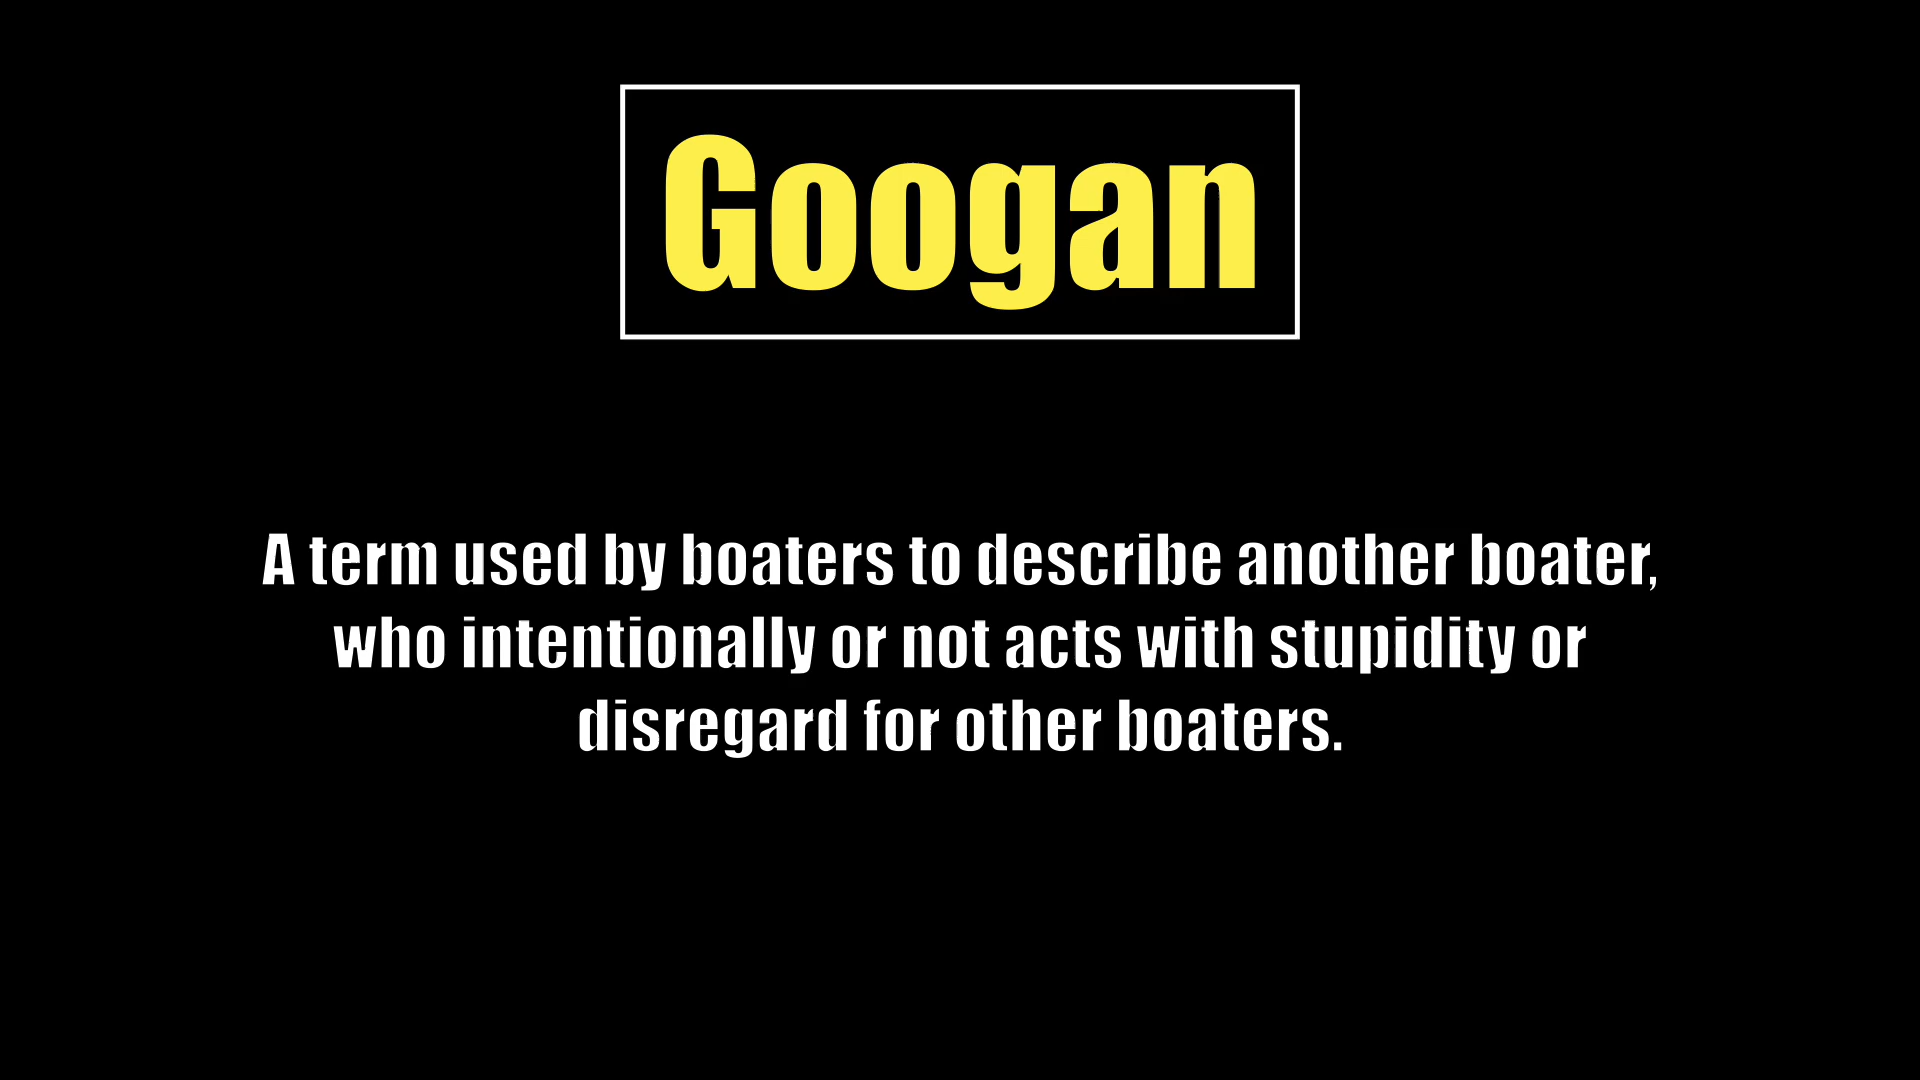 Googan
A term used by boaters to describe another boater,
who intentionally or not acts with stupidity or
disregard for other boaters.